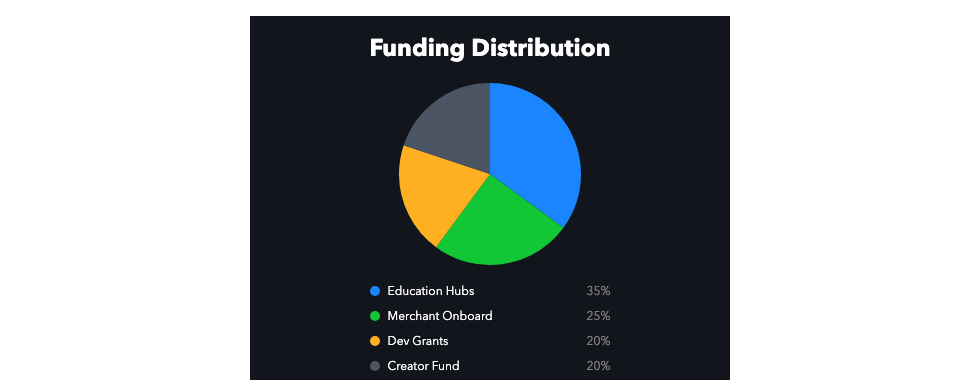 Funding Distribution
Education Hubs 35%
Merchant Onboard 25%
Dev Grants 20%
Creator Fund 20%